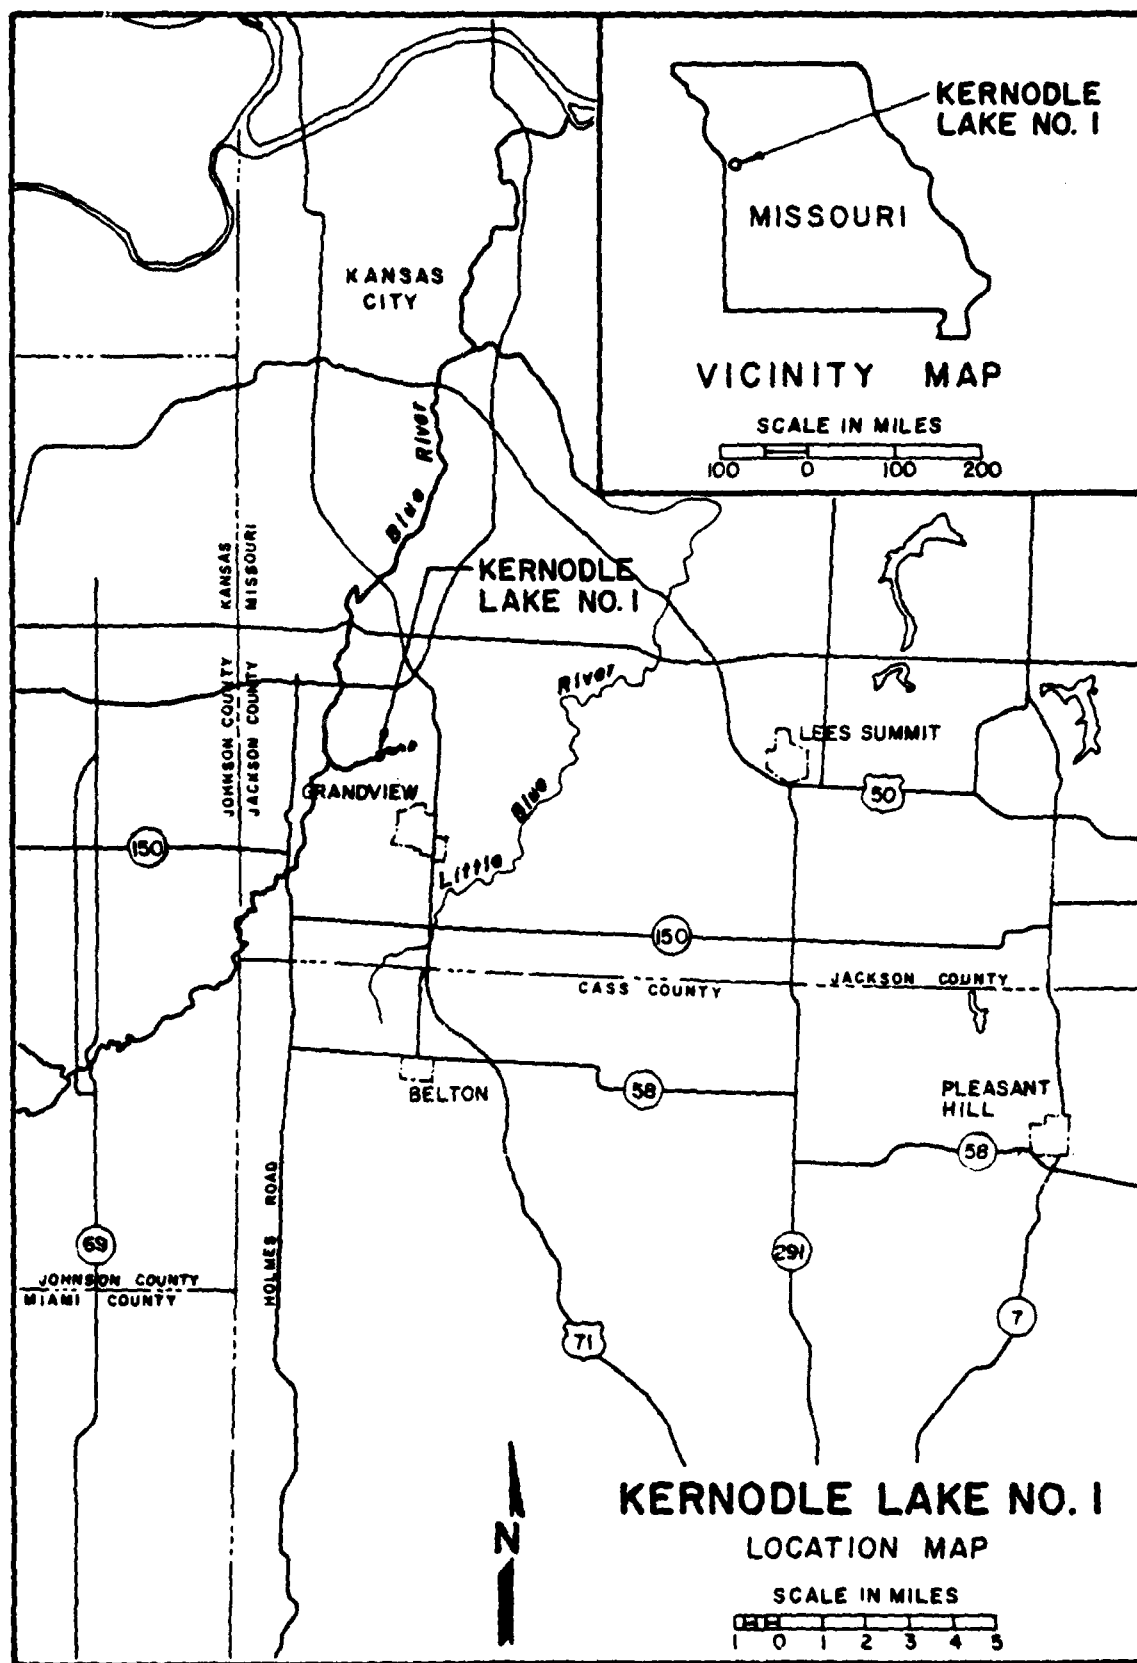 KERNODLE
LAKE NO. 1
MISSOURI
VICINITY MAP
SCALE IN MILES
100 0 100 200
KANSAS
CITY
Blue River
KERNODLE
LAKE NO. 1
KANSAS
MISSOURI
JOHNSON COUNTY
JACKSON COUNTY
Little Blue River
LEES SUMMIT
50
GRANDVIEW
150
150
CASS COUNTY
JACKSON COUNTY
BELTON
58
PLEASANT
HILL
58
69
HOLMES ROAD
291
JOHNSON COUNTY
MIAMI COUNTY
71
7
N
KERNODLE LAKE NO. 1
LOCATION MAP
SCALE IN MILES
1 0 1 2 3 4 5